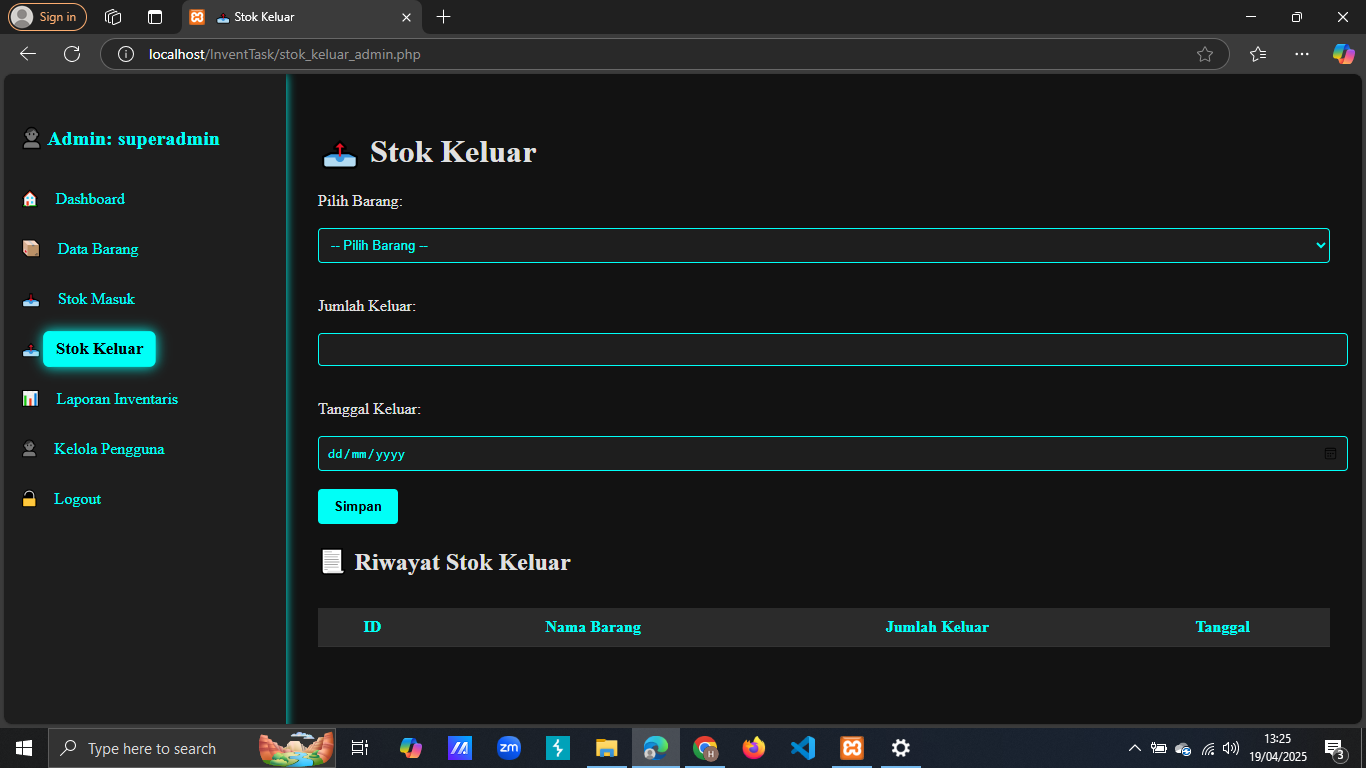 Sign in
Stok Keluar
localhost/InventTask/stok_keluar_admin.php
Admin: superadmin
Dashboard
Data Barang
Stok Masuk
Stok Keluar
Laporan Inventaris
Kelola Pengguna
Logout
Stok Keluar
Pilih Barang:
-- Pilih Barang --
Jumlah Keluar:
Tanggal Keluar:
dd/mm/yyyy
Simpan
Riwayat Stok Keluar
ID Nama Barang Jumlah Keluar Tanggal
Type here to search
zm
H
13:25
19/04/2025
3